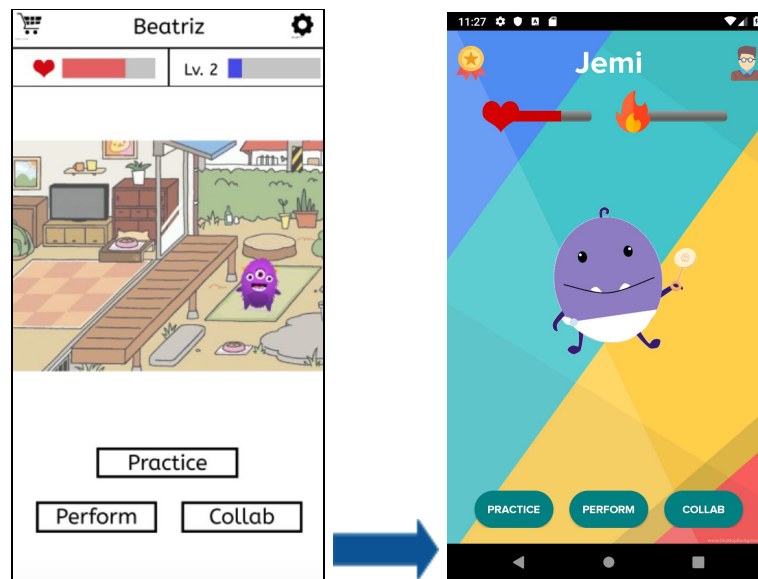 Beatriz
Lv. 2
Practice
Perform
Collab
11:27
Jemi
PRACTICE
PERFORM
COLLAB